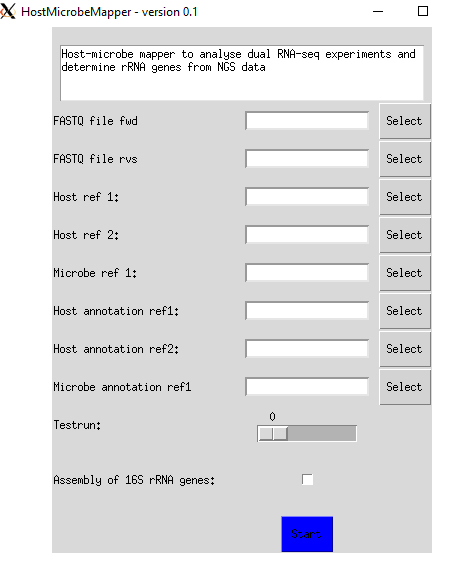 HostMicrobeMapper - version 0.1
Host-microbe mapper to analyse dual RNA-seq experiments and
determine rRNA genes from NGS data
FASTQ file fwd
Select
FASTQ file rvs
Select
Host ref 1:
Select
Host ref 2:
Select
Microbe ref 1:
Select
Host annotation ref1:
Select
Host annotation ref2:
Select
Microbe annotation ref1
Select
0
Testrun:
Assembly of 16S rRNA genes:
Start